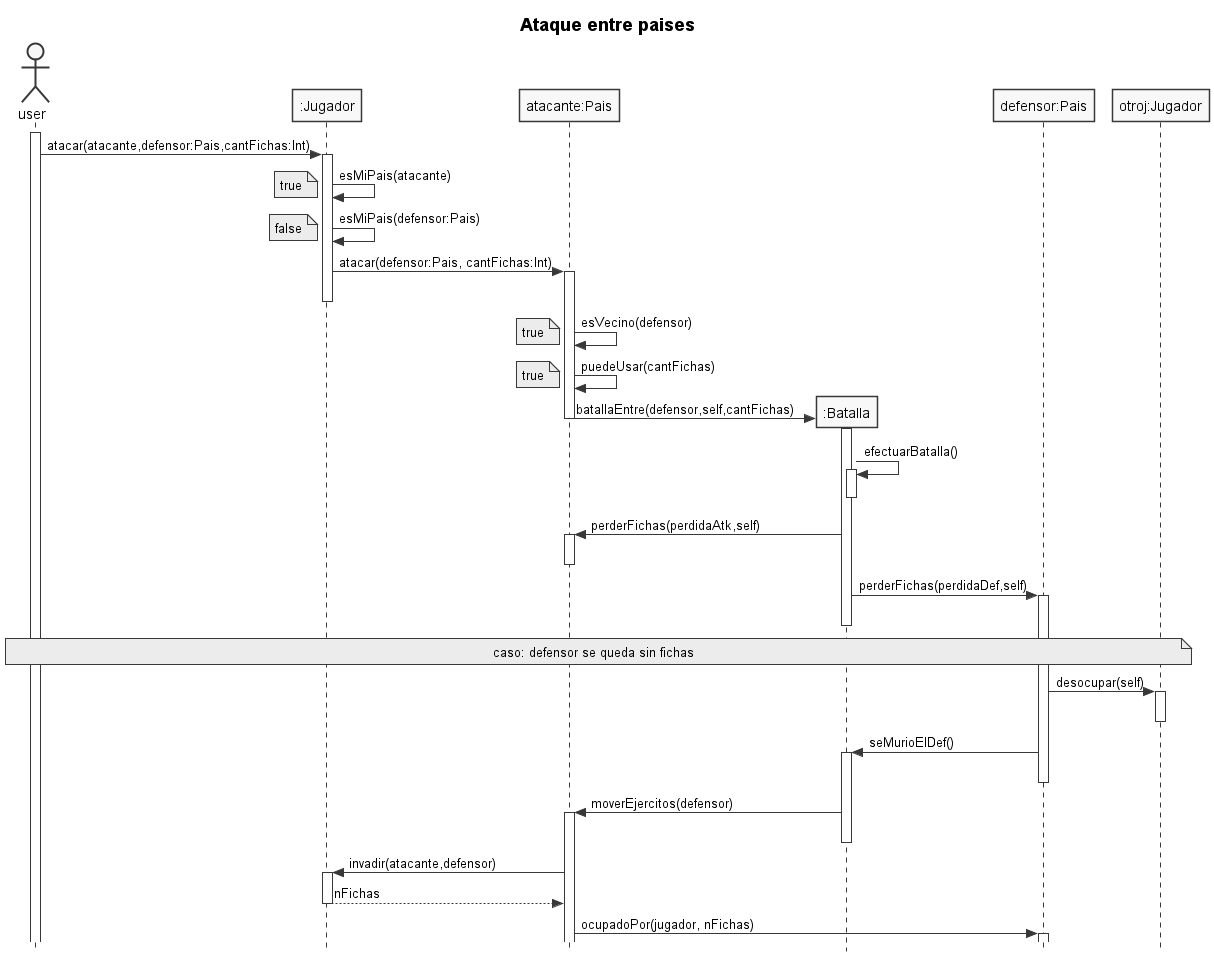 Ataque entre paises
user
:Jugador
atacante:Pais
defensor:Pais
otroj:Jugador
atacar(atacante,defensor:Pais,cantFichas:Int)
true
esMiPais(atacante)
false
esMiPais(defensor:Pais)
atacar(defensor:Pais, cantFichas:Int)
true
esVecino(defensor)
true
puedeUsar(cantFichas)
batallaEntre(defensor,self,cantFichas)
:Batalla
efectuarBatalla()
perderFichas(perdidaAtk,self)
perderFichas(perdidaDef,self)
caso: defensor se queda sin fichas
desocupar(self)
seMurioElDef()
moverEjercitos(defensor)
invadir(atacante,defensor)
nFichas
ocupadoPor(jugador, nFichas)